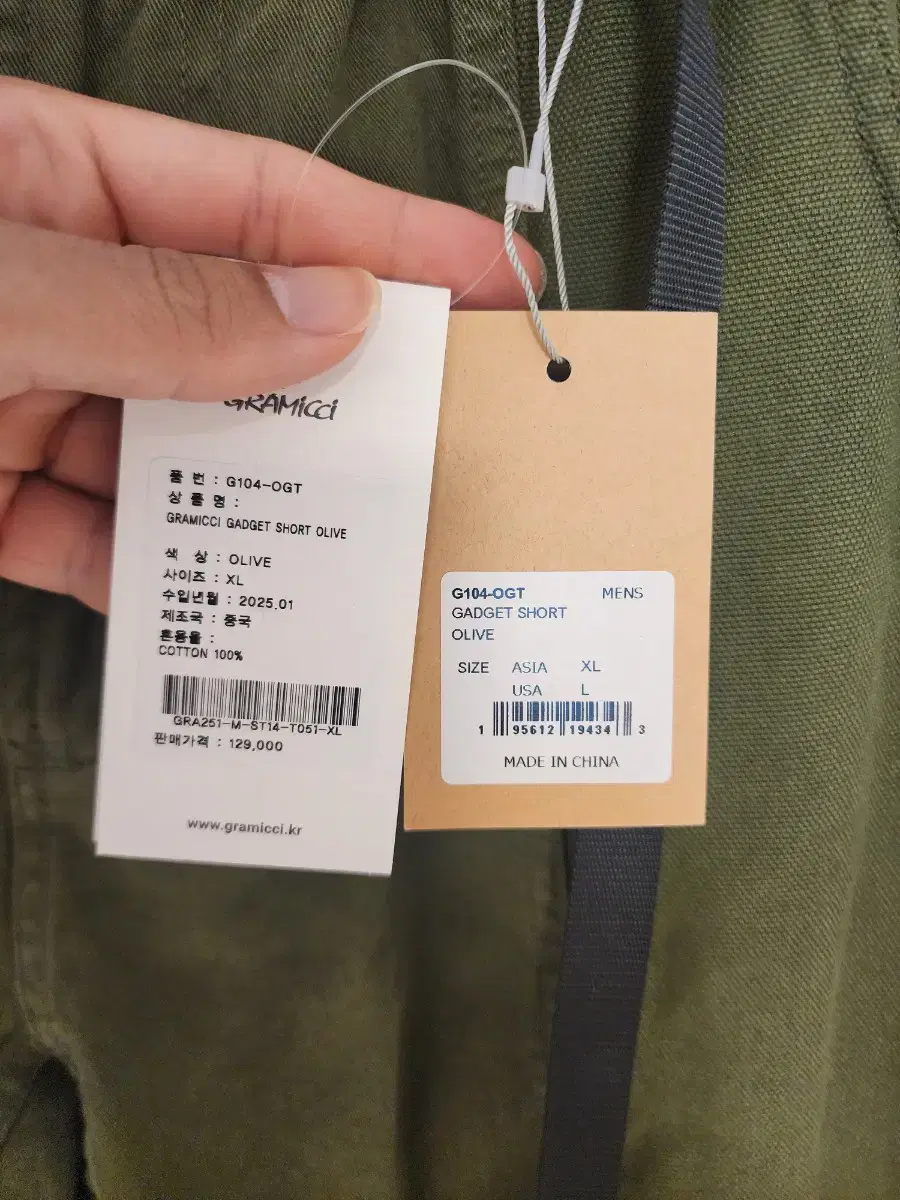 GRAMICCI
품 번 : G104-OGT
상 품 명 :
GRAMICCI GADGET SHORT OLIVE
색 상 : OLIVE
사이즈 : XL
수입년월 : 2025.01
제조국 : 중국
혼용율 :
COTTON 100%
GRA251-M-ST14-T051-XL
판매가격 : 129,000
www.gramicci.kr
G104-OGT MENS
GADGET SHORT
OLIVE
SIZE ASIA XL
USA L
1 95612 19434 3
MADE IN CHINA